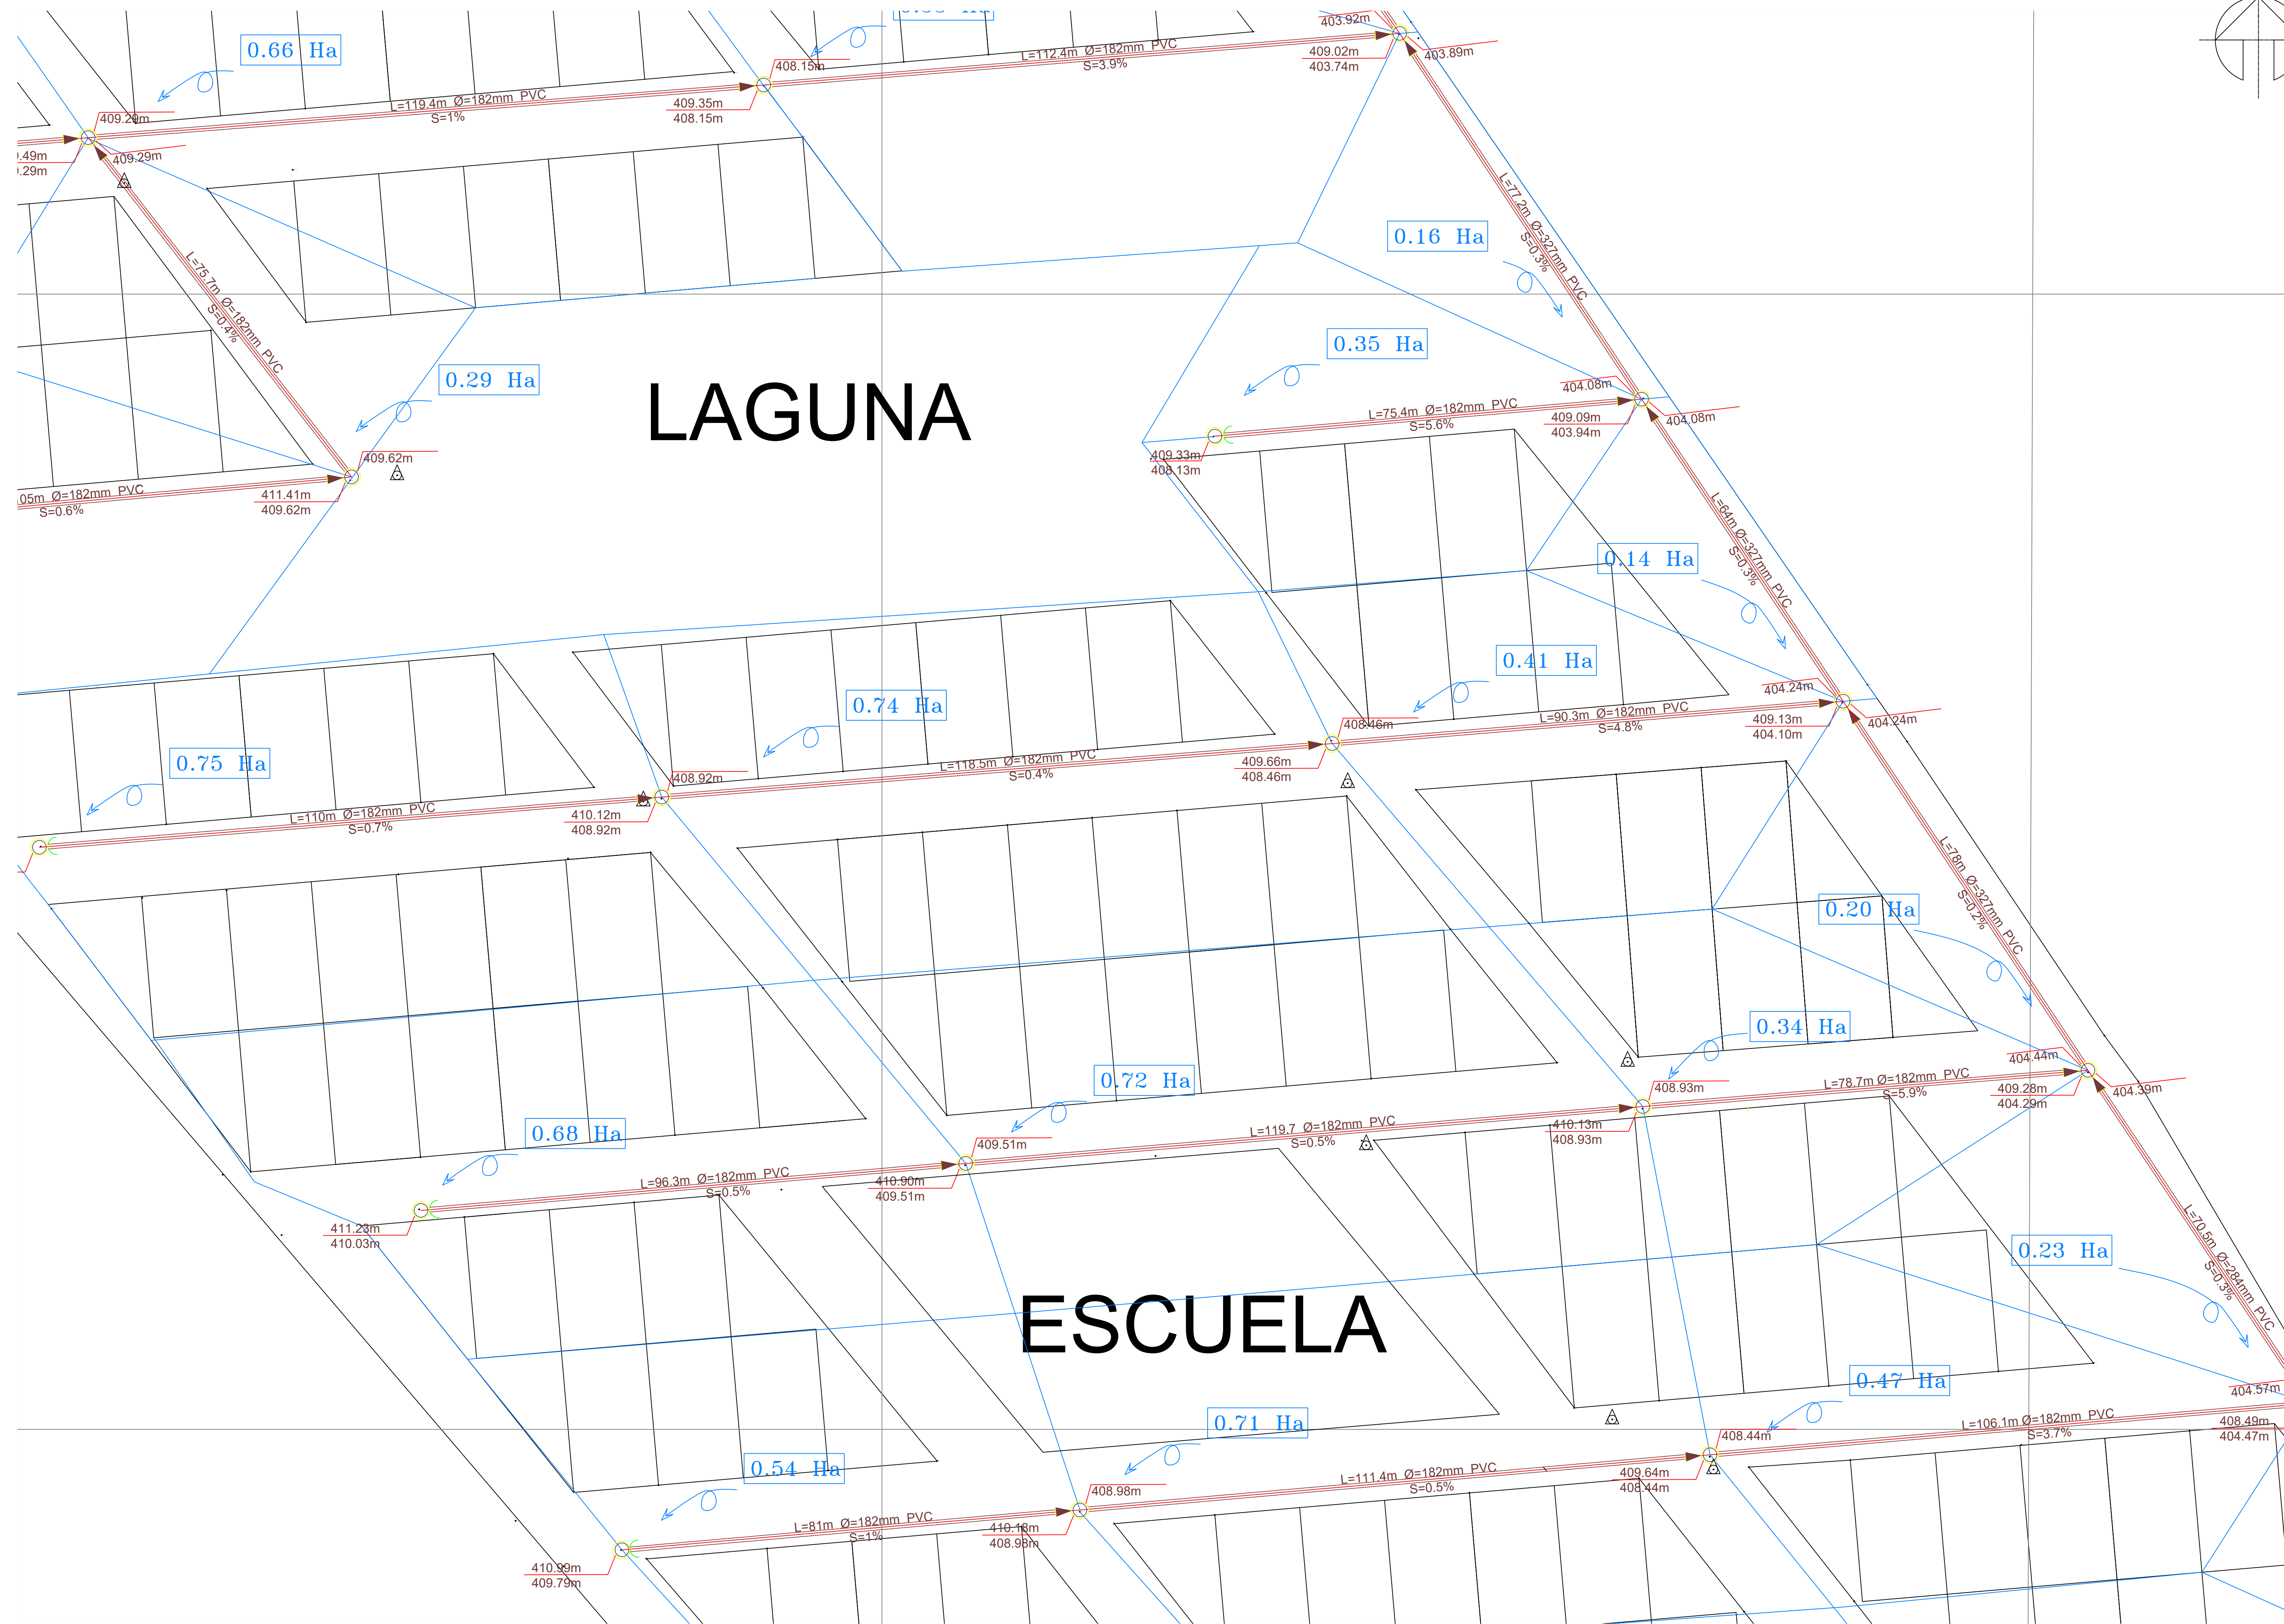 0.66 Ha
403.92m
L=112.4m Ø=182mm PVC
S=3.9%
409.02m
403.74m
403.89m
408.15m
L=119.4m Ø=182mm PVC
S=1%
409.35m
408.15m
409.29m
409.29m
L=75.7m Ø=182mm PVC
S=0.4%
0.29 Ha
409.62m
411.41m
409.62m
05m Ø=182mm PVC
S=0.6%
LAGUNA
0.16 Ha
L=77.2m Ø=327mm PVC
S=0.3%
0.35 Ha
404.08m
L=75.4m Ø=182mm PVC
S=5.6%
409.09m
403.94m
404.08m
409.33m
408.13m
L=64m Ø=327mm PVC
S=0.3%
0.14 Ha
0.41 Ha
404.24m
L=90.3m Ø=182mm PVC
S=4.8%
409.13m
404.10m
404.24m
0.74 Ha
408.46m
L=118.5m Ø=182mm PVC
S=0.4%
409.66m
408.46m
0.75 Ha
408.92m
L=110m Ø=182mm PVC
S=0.7%
410.12m
408.92m
L=78m Ø=327mm PVC
S=0.2%
0.20 Ha
0.34 Ha
404.44m
408.93m
L=78.7m Ø=182mm PVC
S=5.9%
409.28m
404.29m
404.39m
0.72 Ha
L=119.7 Ø=182mm PVC
S=0.5%
410.13m
408.93m
0.68 Ha
409.51m
L=96.3m Ø=182mm PVC
S=0.5%
410.90m
409.51m
411.23m
410.03m
L=70.5m Ø=284mm PVC
S=0.3%
0.23 Ha
ESCUELA
0.47 Ha
404.57m
0.71 Ha
408.44m
L=106.1m Ø=182mm PVC
S=3.7%
408.49m
404.47m
0.54 Ha
408.98m
L=111.4m Ø=182mm PVC
S=0.5%
409.64m
408.44m
L=81m Ø=182mm PVC
S=1%
410.18m
408.98m
410.99m
409.79m